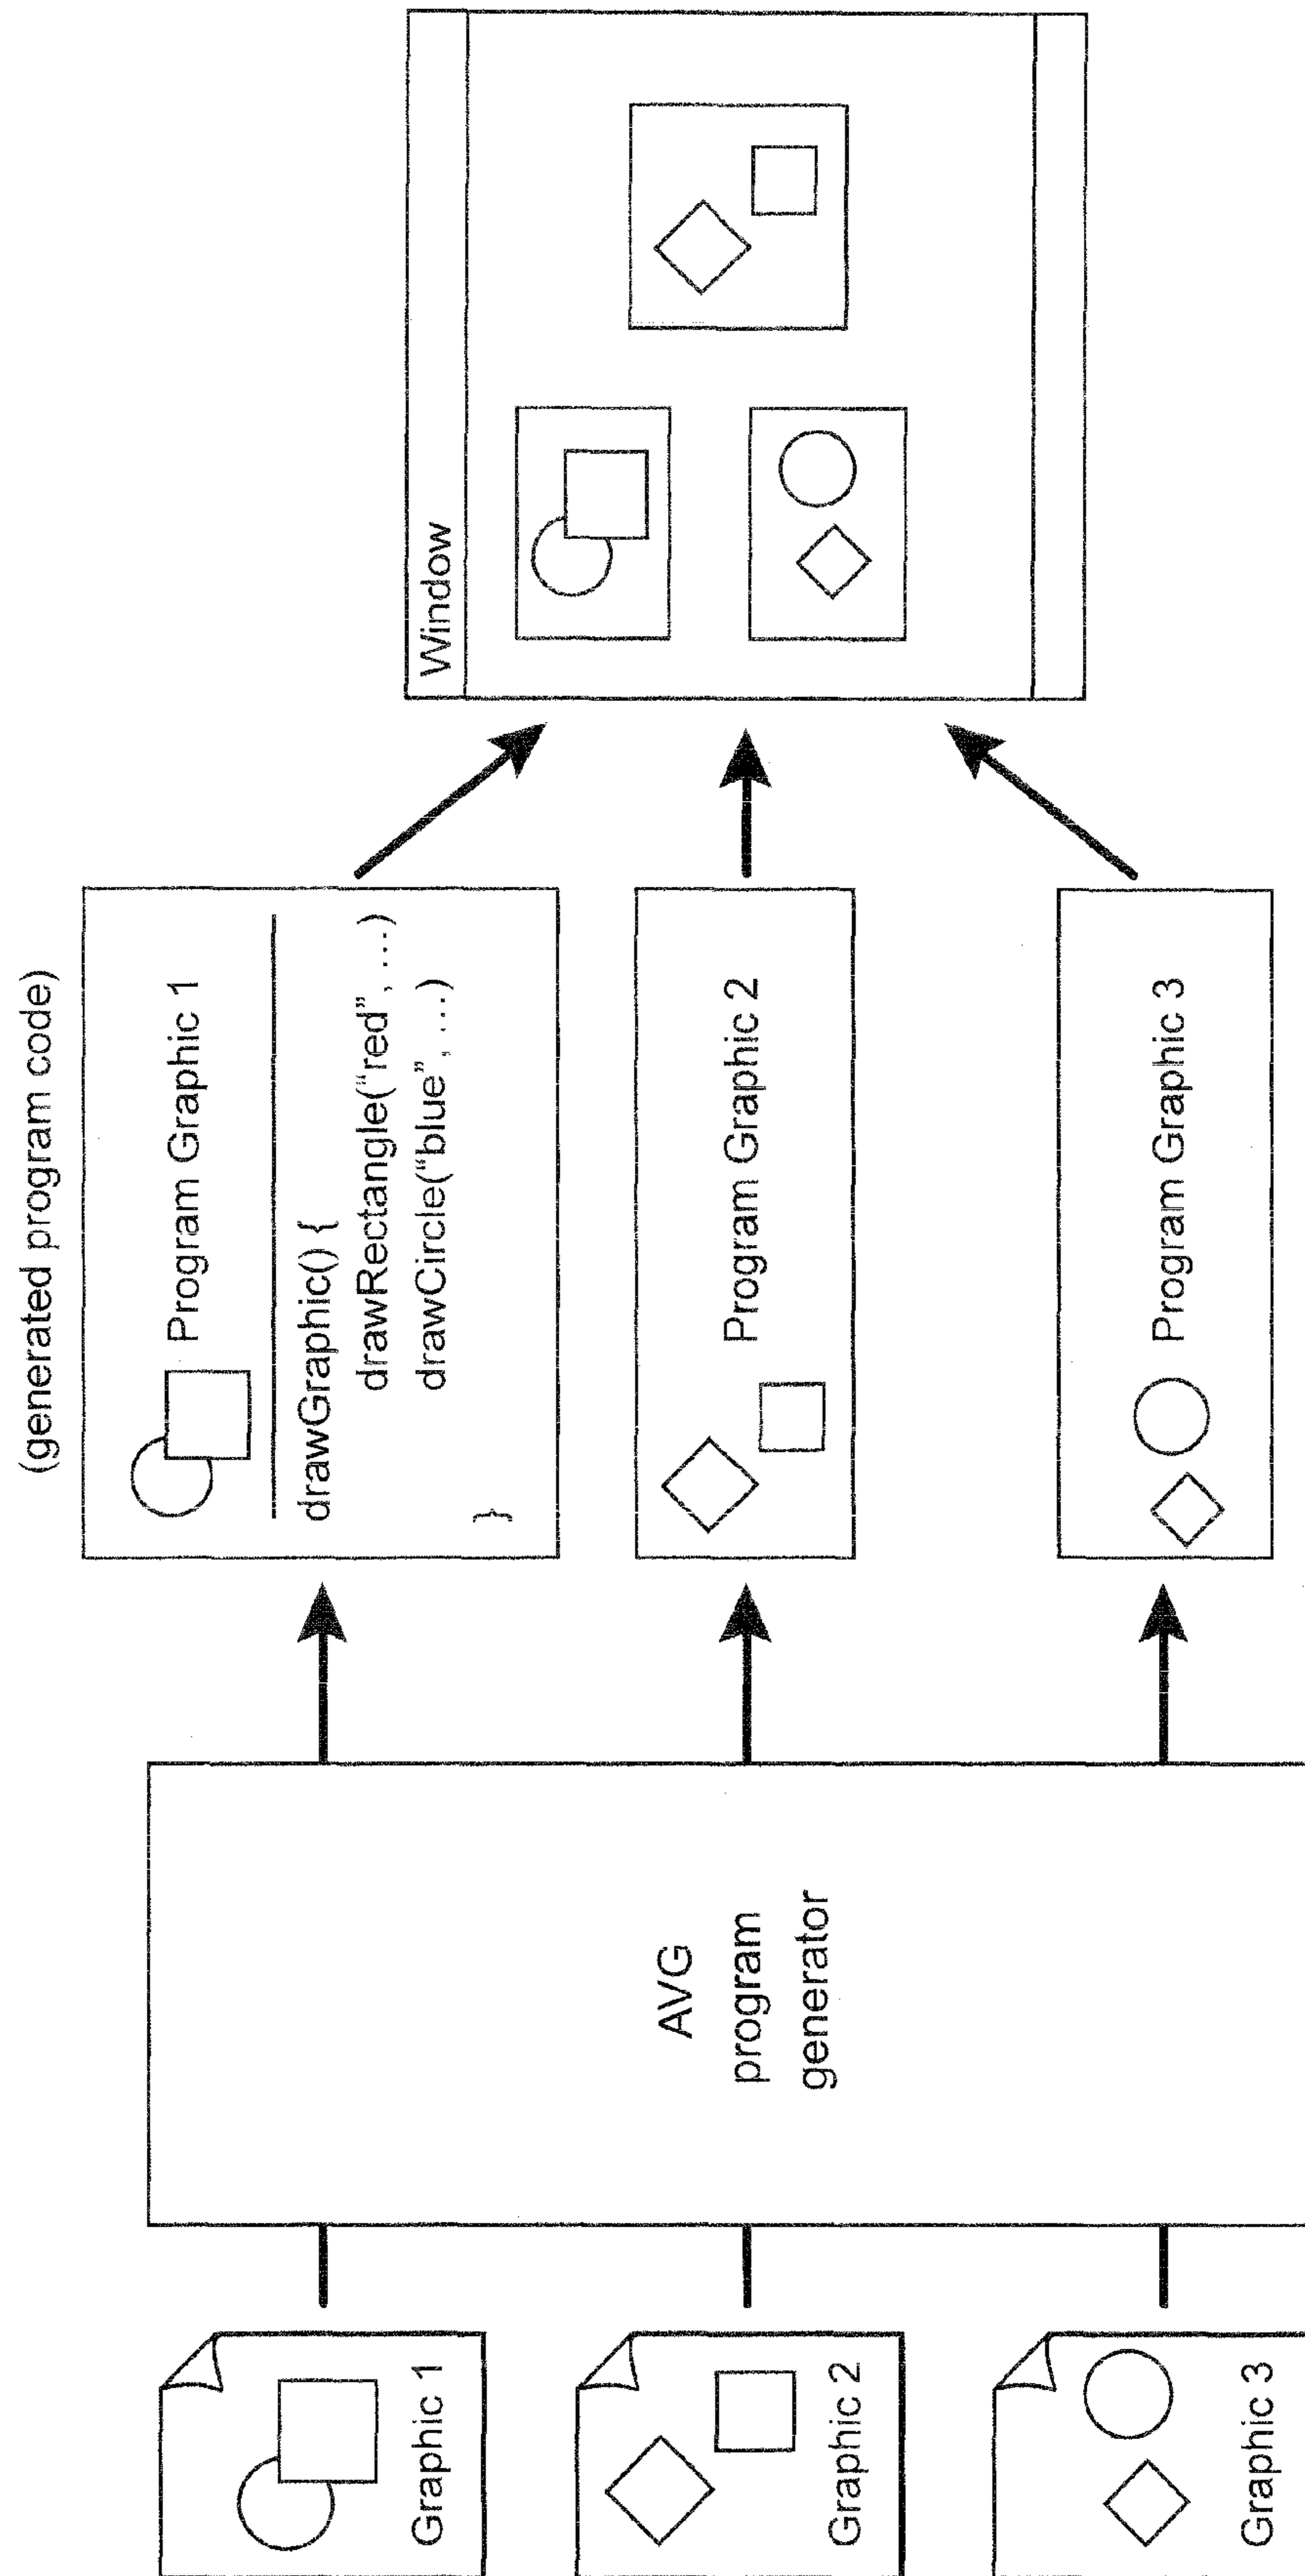 (generated program code)
Graphic 1
Graphic 2
Graphic 3
AVG
program
generator
Program Graphic 1
drawGraphic() {
drawRectangle(“red”, …)
drawCircle(“blue”, …)
}
Program Graphic 2
Program Graphic 3
Window